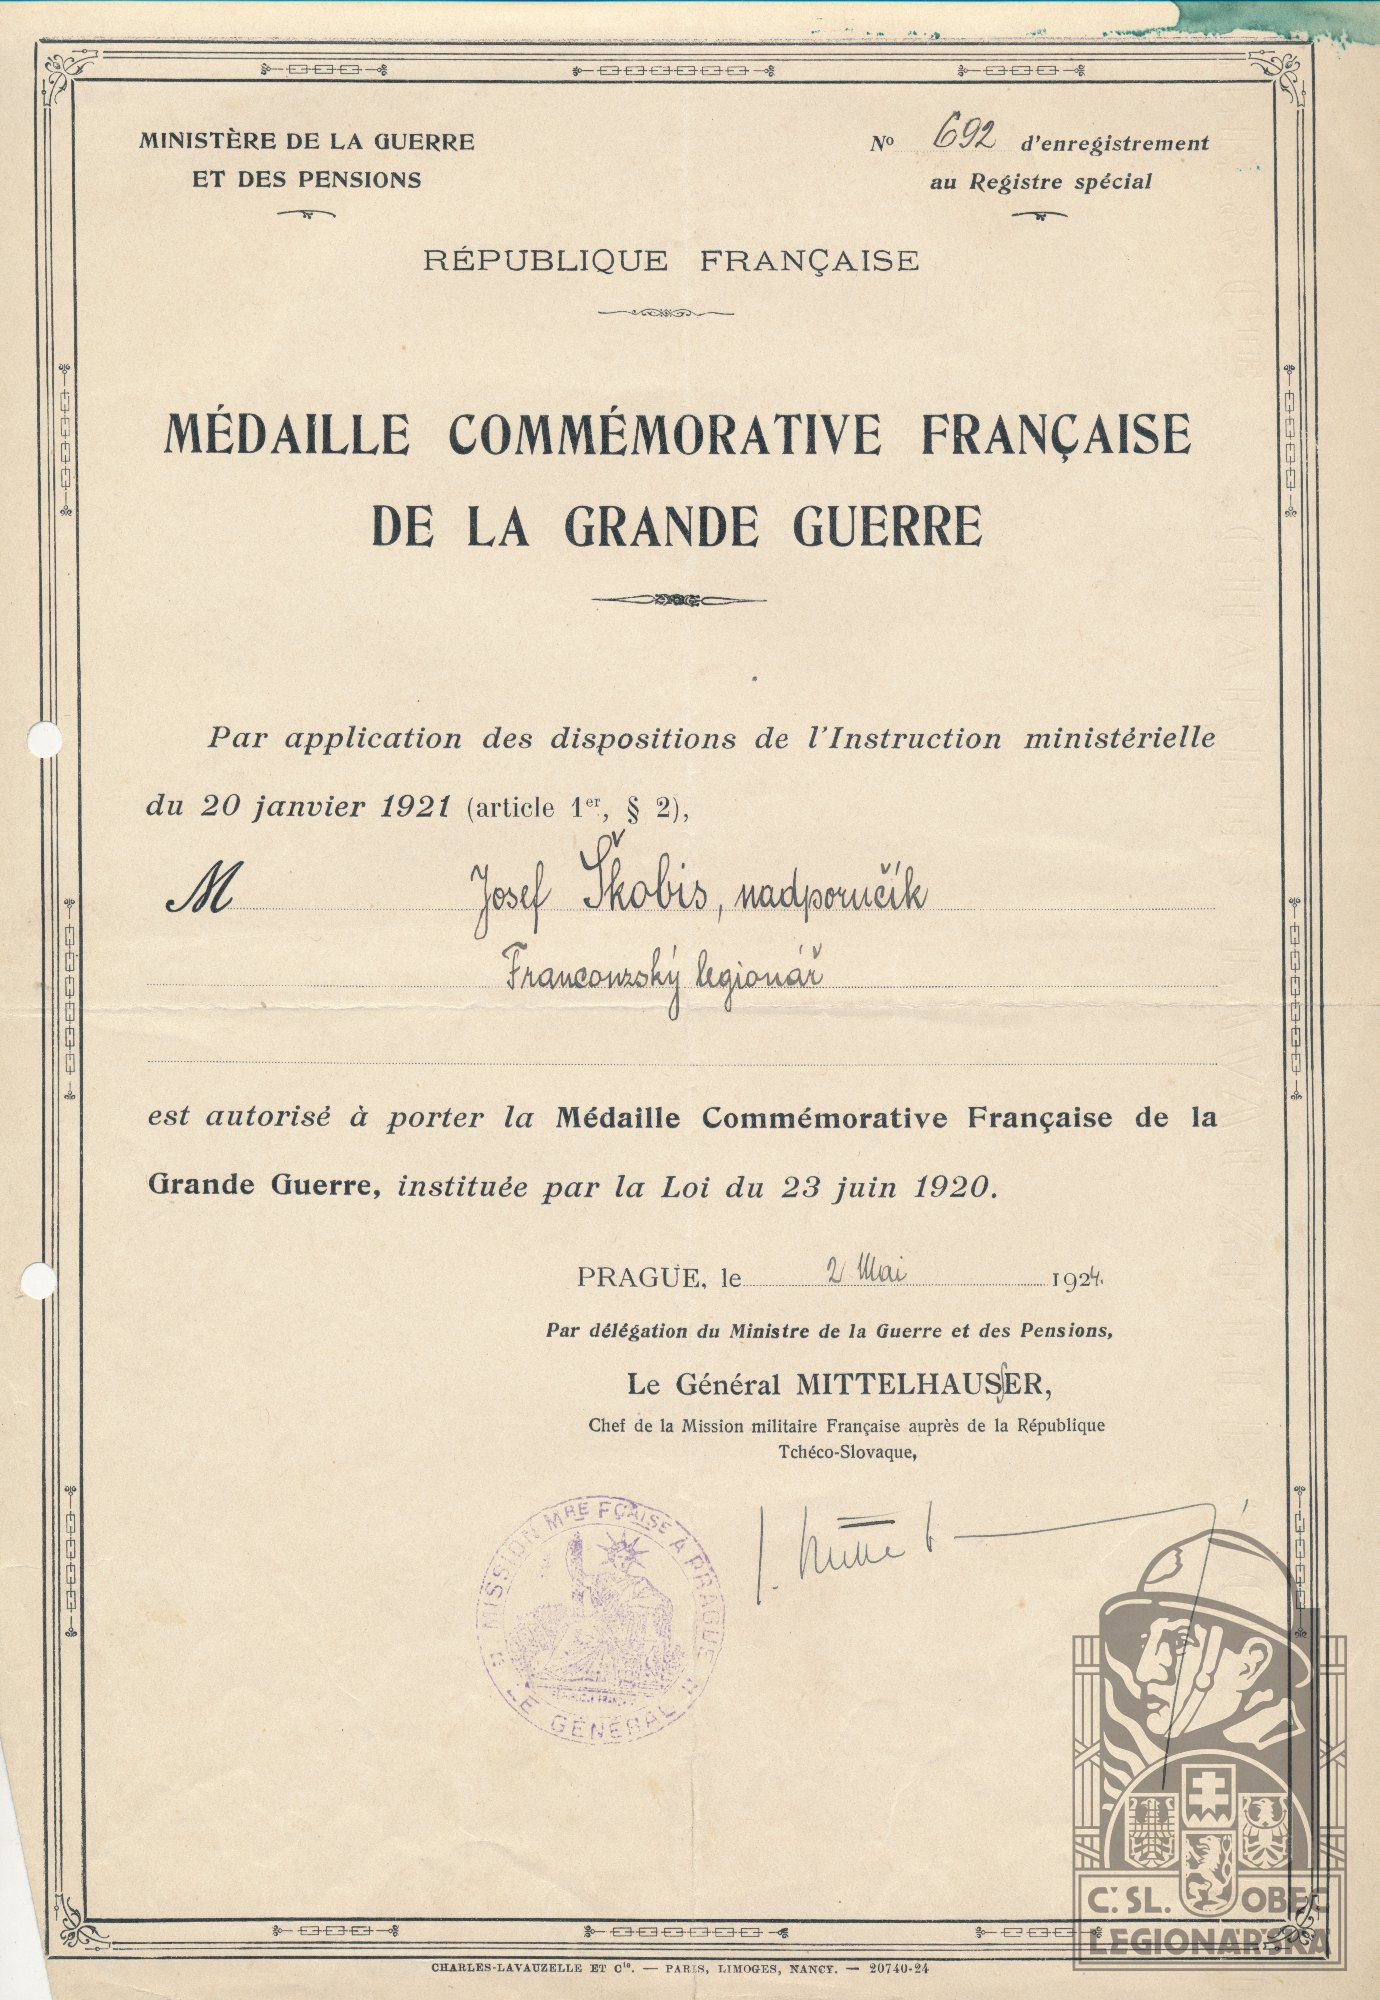 MINISTÈRE DE LA GUERRE
ET DES PENSIONS
No 692 d'enregistrement
au Registre spécial
RÉPUBLIQUE FRANÇAISE
MÉDAILLE COMMÉMORATIVE FRANÇAISE
DE LA GRANDE GUERRE
Par application des dispositions de l'Instruction ministérielle
du 20 janvier 1921 (article 1er, § 2),
M Josef Škobis, nadporučík
Francouzský legionář
est autorisé à porter la Médaille Commémorative Française de la
Grande Guerre, instituée par la Loi du 23 juin 1920.
PRAGUE, le 2 Mai 1924.
Par délégation du Ministre de la Guerre et des Pensions,
Le Général MITTELHAUSER,
Chef de la Mission militaire Française auprès de la République
Tchéco-Slovaque,
MISSION MRE FÇAISE À PRAGUE
LE GÉNÉRAL
Č. SL. OBEC
LEGIONÁŘSKÁ
CHARLES-LAVAUZELLE ET Cie. — PARIS, LIMOGES, NANCY. — 20740-24